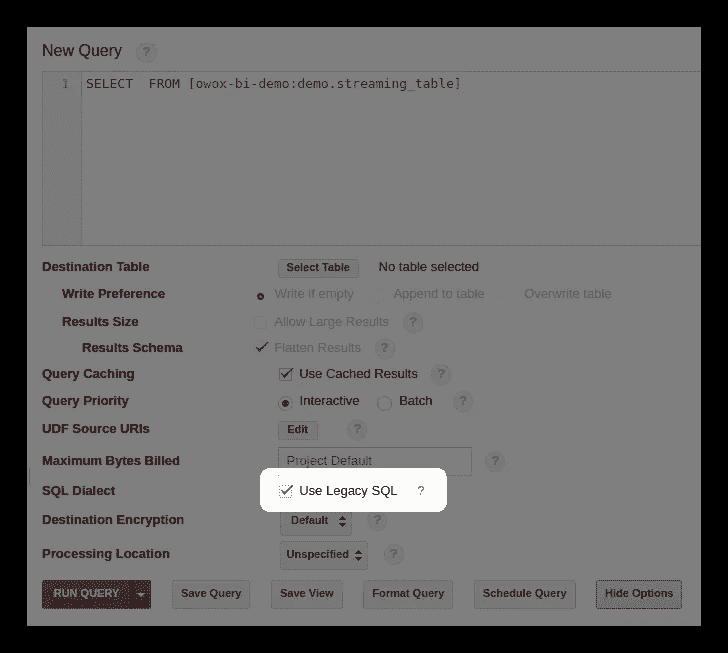 New Query ?
1 SELECT  FROM [owox-bi-demo:demo.streaming_table]
Destination Table Select Table No table selected
Write Preference Write if empty Append to table Overwrite table
Results Size Allow Large Results ?
Results Schema Flatten Results ?
Query Caching Use Cached Results ?
Query Priority Interactive Batch ?
UDF Source URIs Edit ?
Maximum Bytes Billed Project Default ?
SQL Dialect Use Legacy SQL ?
Destination Encryption Default ?
Processing Location Unspecified ?
RUN QUERY Save Query Save View Format Query Schedule Query Hide Options